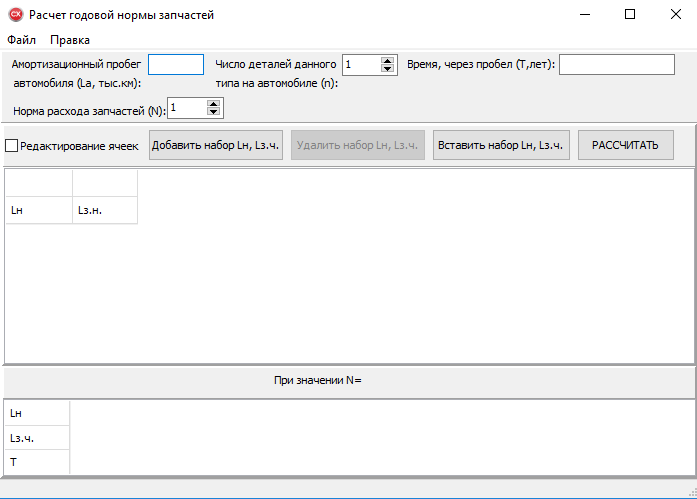 CX Расчет годовой нормы запчастей
Файл Правка
Амортизационный пробег Число деталей данного 1 Время, через пробел (T,лет):
автомобиля (La, тыс.км): типа на автомобиле (n):
Норма расхода запчастей (N): 1
Редактирование ячеек Добавить набор Lн, Lз.ч. Удалить набор Lн, Lз.ч. Вставить набор Lн, Lз.ч. РАССЧИТАТЬ
Lн Lз.н.
При значении N=
Lн
Lз.ч.
T